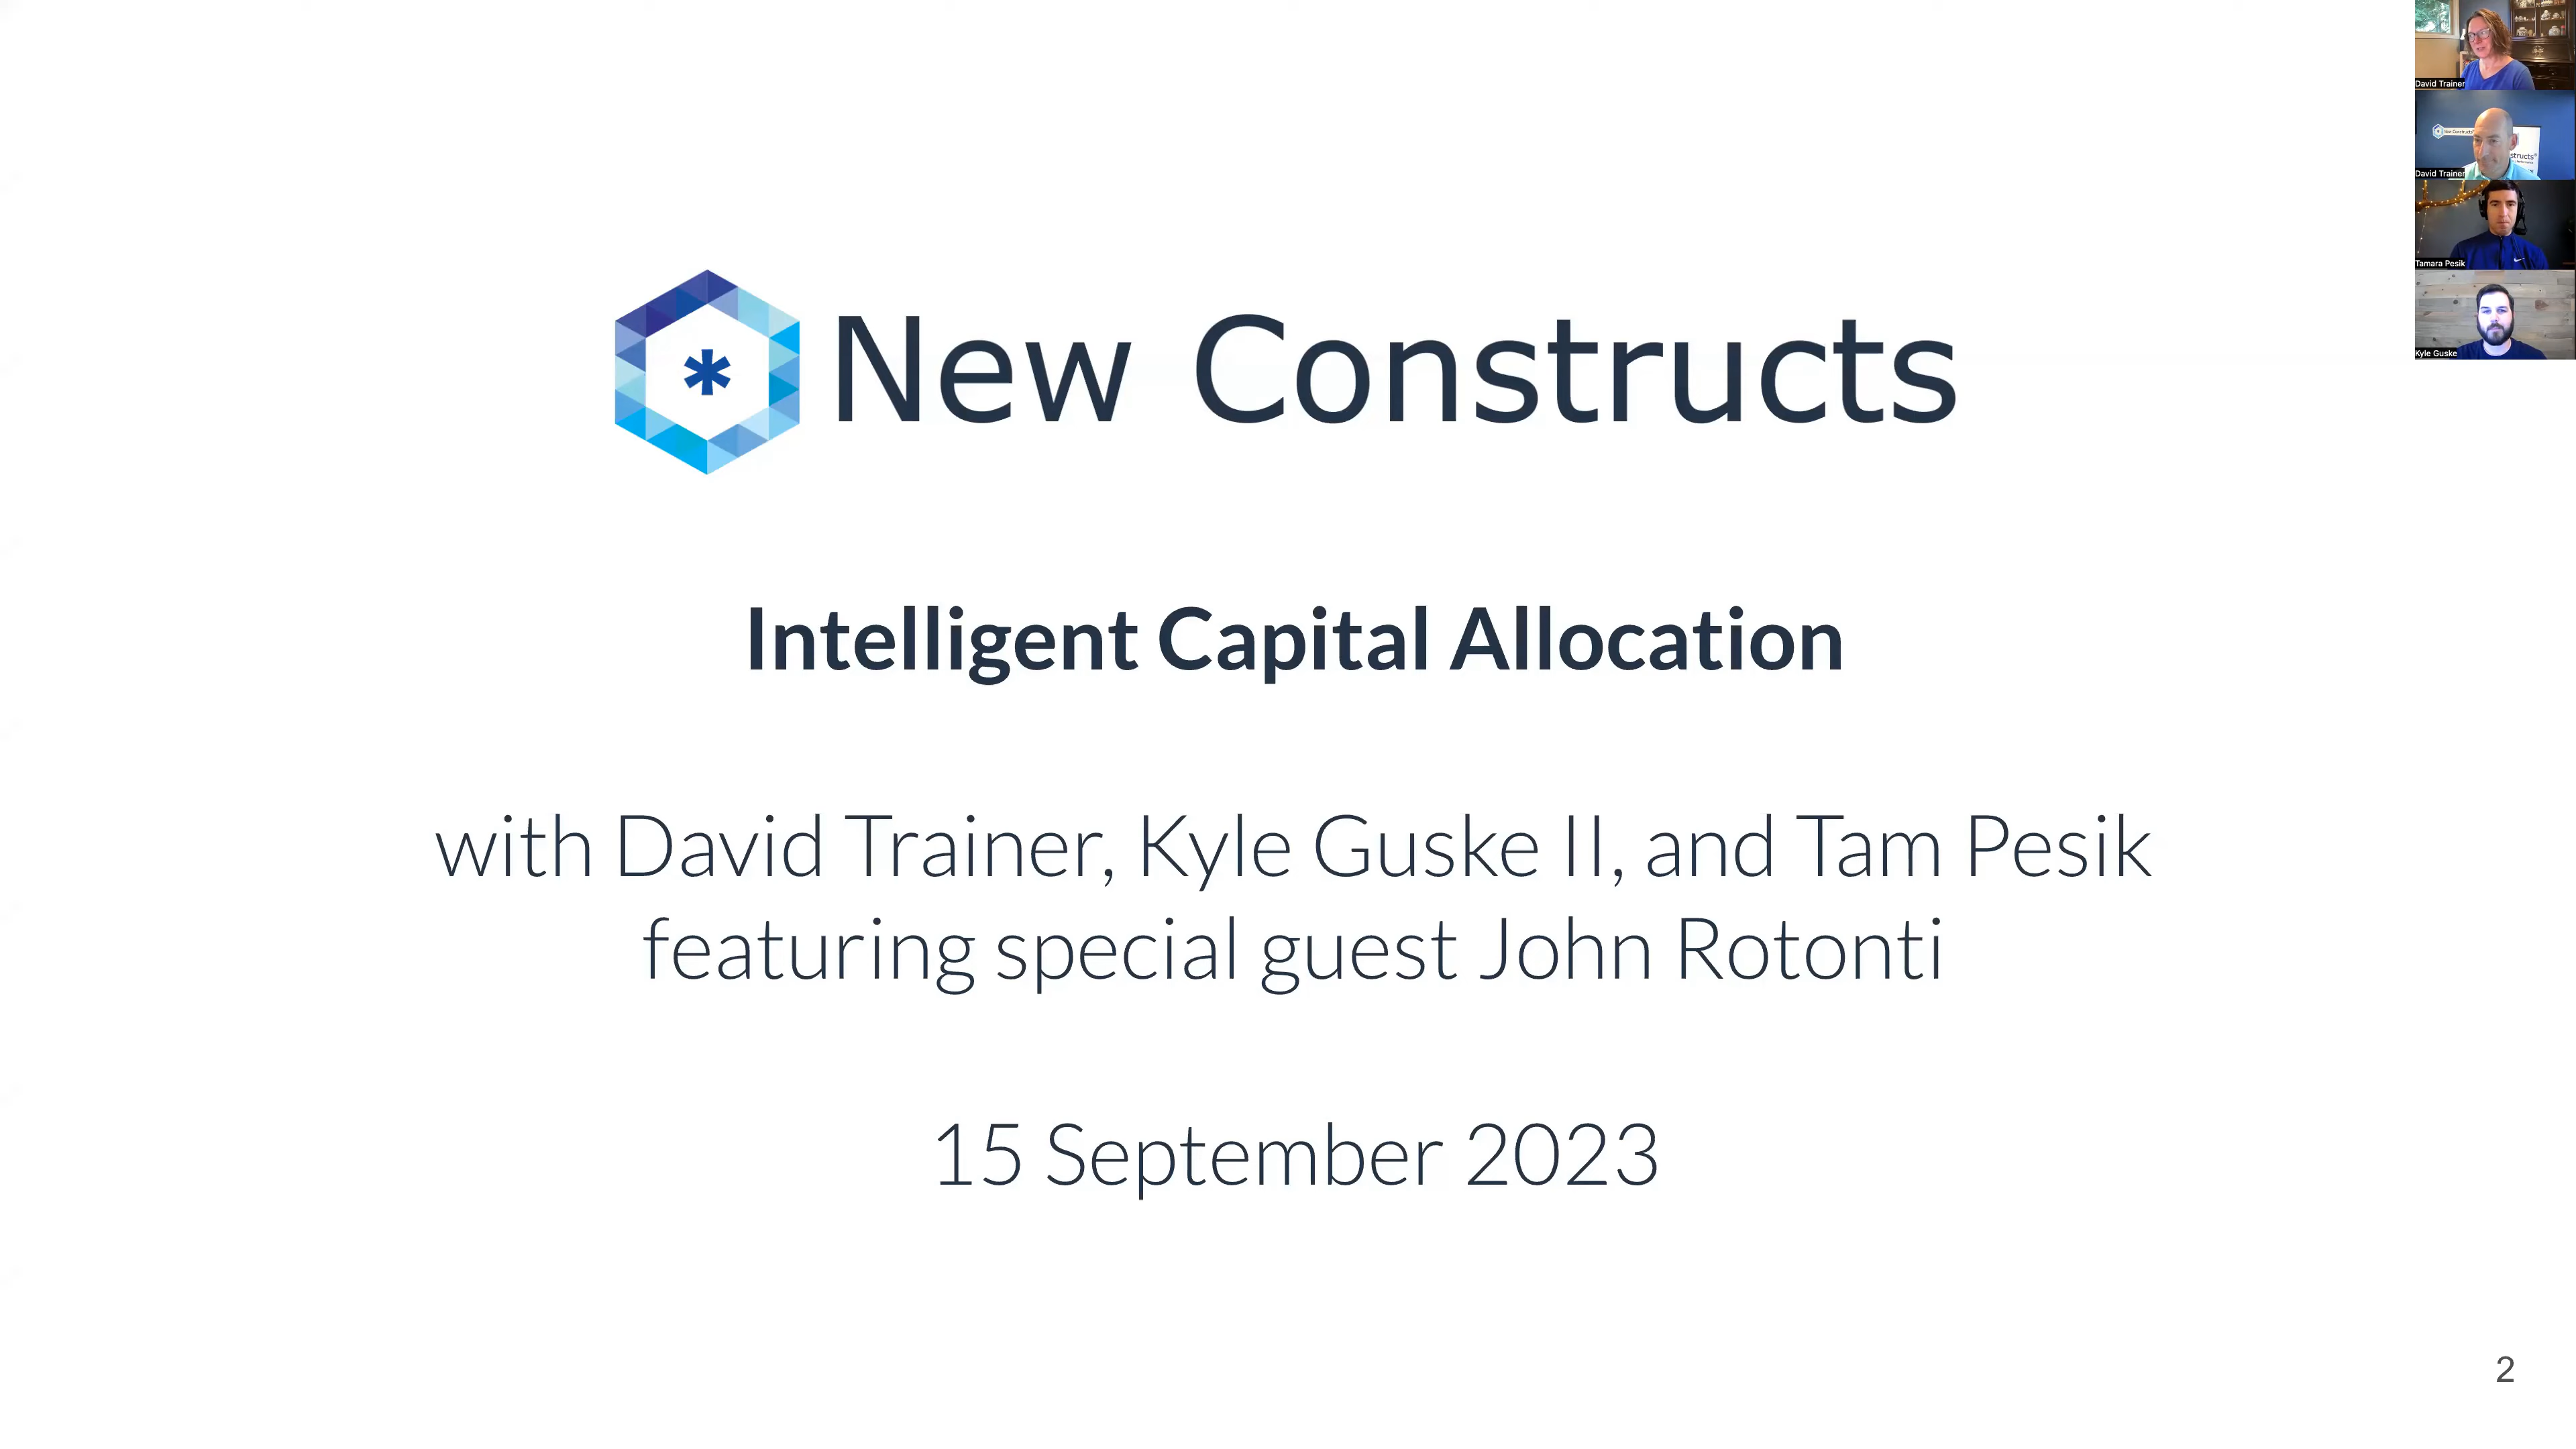 New Constructs
Intelligent Capital Allocation
with David Trainer, Kyle Guske II, and Tam Pesik
featuring special guest John Rotonti
15 September 2023
2
David Trainer
David Trainer
Tamara Pesik
Kyle Guske